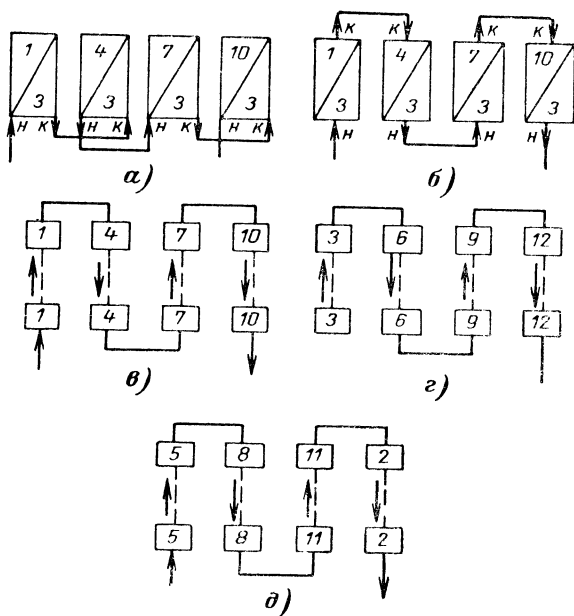 1 4 7 10 1 к к 4 7 к к 10
3 3 3 3 3 3 3 3
н к н к н к н к н н н н
а) б)
1 4 7 10 3 6 9 12
1 4 7 10 3 6 9 12
в) г)
5 8 11 2
5 8 11 2
д)